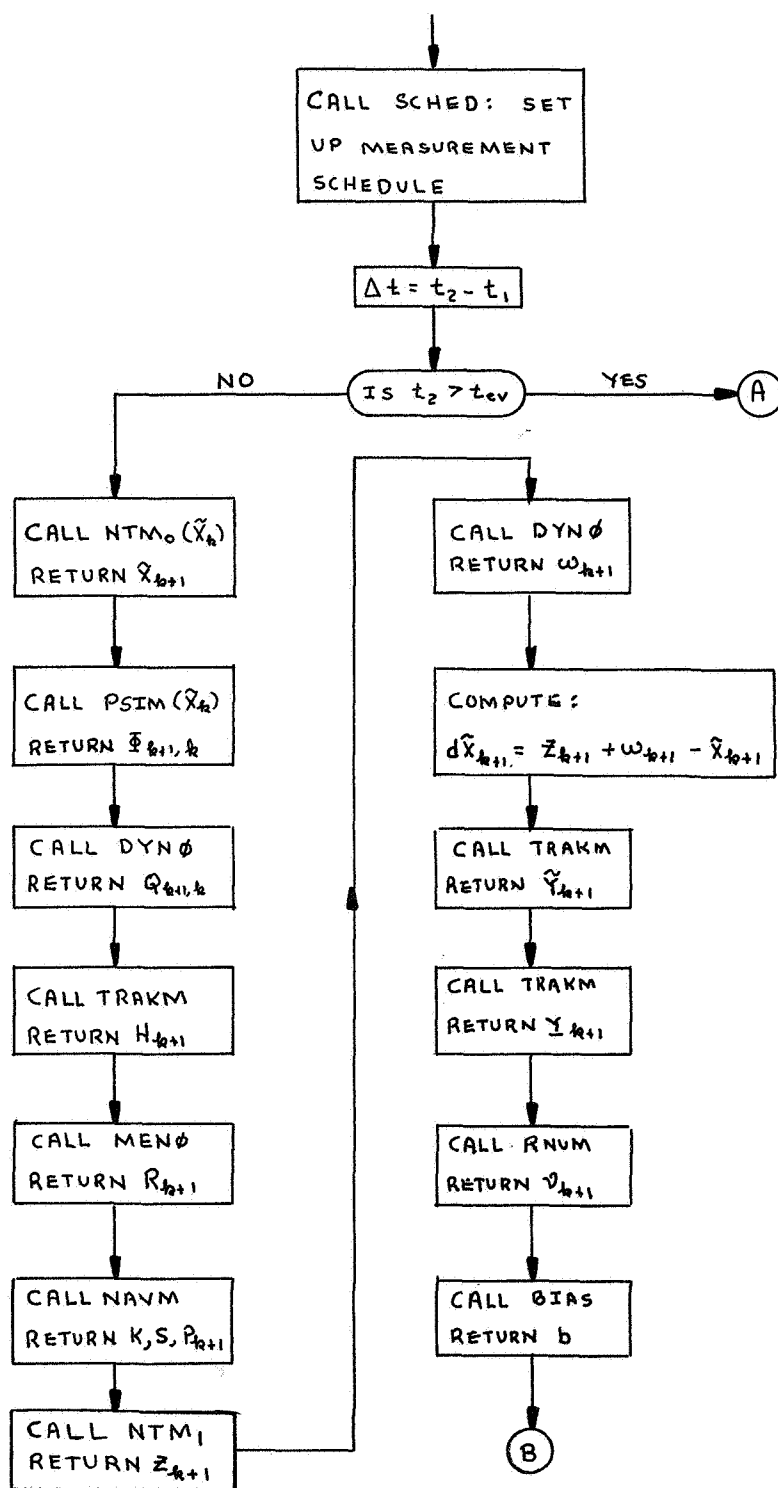 CALL SCHED: SET
UP MEASUREMENT
SCHEDULE
Δt = t₂ - t₁
IS t₂ > tₑᵥ
NO
YES
A
CALL NTM₀ (X̃ₖ)
RETURN X̃ₖ₊₁
CALL PSIM (X̃ₖ)
RETURN Φₖ₊₁,ₖ
CALL DYNØ
RETURN Qₖ₊₁,ₖ
CALL TRAKM
RETURN Hₖ₊₁
CALL MENØ
RETURN Rₖ₊₁
CALL NAVM
RETURN K, S, Pₖ₊₁
CALL NTM₁
RETURN Zₖ₊₁
CALL DYNØ
RETURN ωₖ₊₁
COMPUTE:
dX̃ₖ₊₁ = Zₖ₊₁ + ωₖ₊₁ - X̃ₖ₊₁
CALL TRAKM
RETURN Ỹₖ₊₁
CALL TRAKM
RETURN Y̲ₖ₊₁
CALL RNUM
RETURN νₖ₊₁
CALL BIAS
RETURN b
B